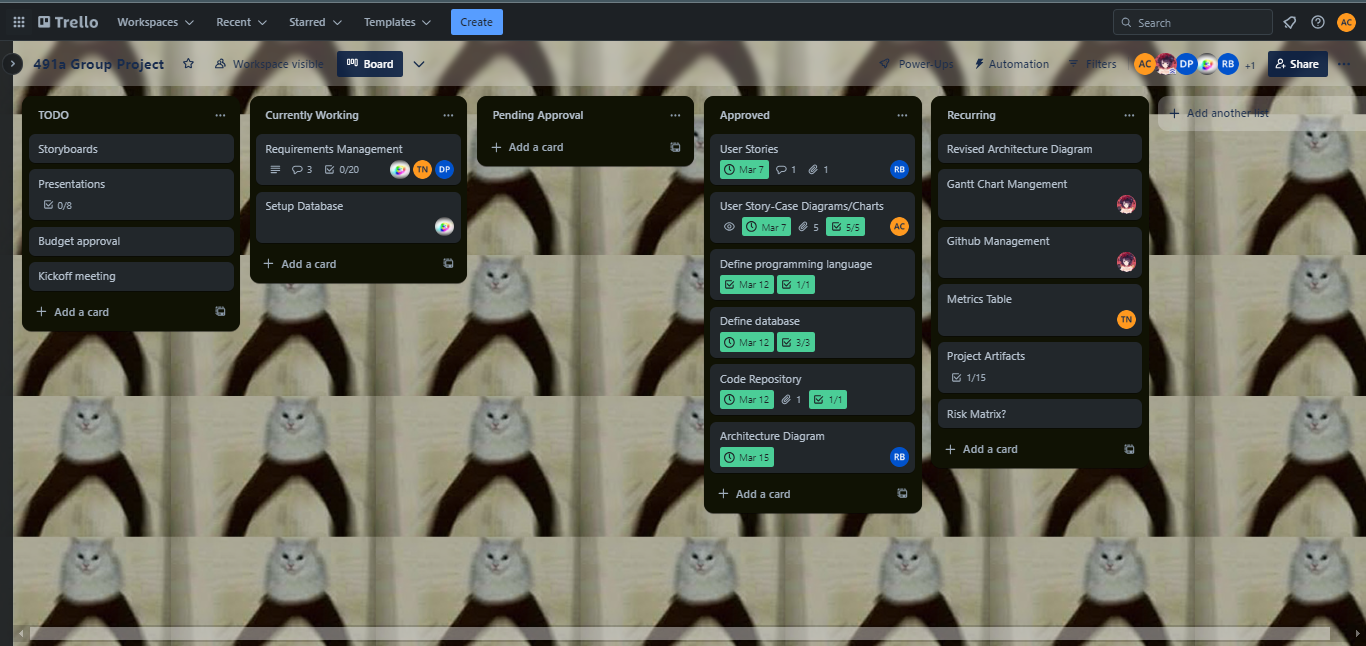 Trello
Workspaces
Recent
Starred
Templates
Create
Search
AC
491a Group Project
Workspace visible
Board
Power-Ups
Automation
Filters
AC
DP
RB
+1
Share
TODO
Storyboards
Presentations
0/8
Budget approval
Kickoff meeting
Add a card
Currently Working
Requirements Management
3 0/20 TN DP
Setup Database
Add a card
Pending Approval
Add a card
Approved
User Stories
Mar 7 1 1 RB
User Story-Case Diagrams/Charts
Mar 7 5 5/5 AC
Define programming language
Mar 12 1/1
Define database
Mar 12 3/3
Code Repository
Mar 12 1 1/1
Architecture Diagram
Mar 15 RB
Add a card
Recurring
Revised Architecture Diagram
Gantt Chart Mangement
Github Management
Metrics Table
TN
Project Artifacts
1/15
Risk Matrix?
Add a card
Add another list